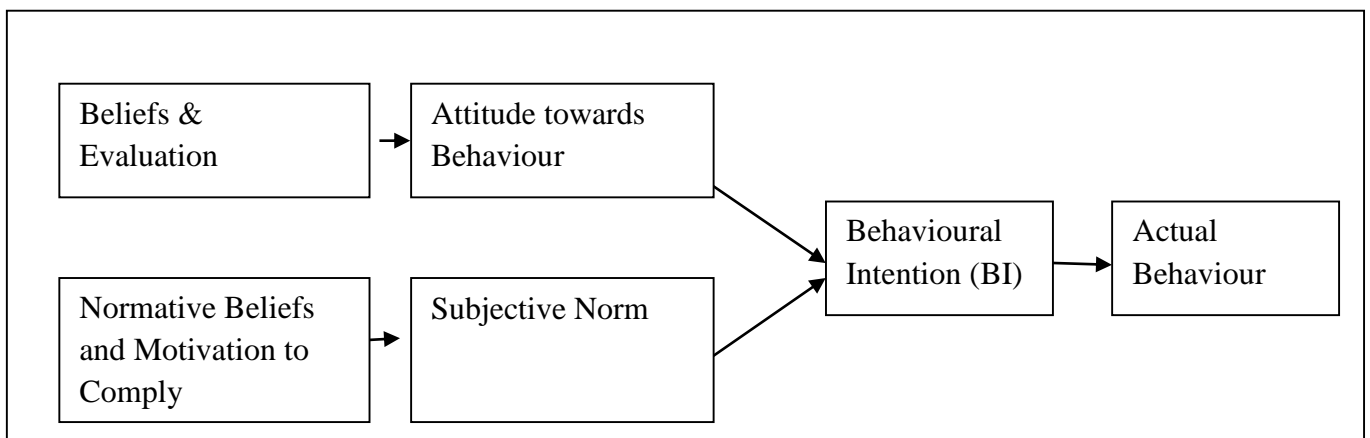 Beliefs &
Evaluation
Attitude towards
Behaviour
Normative Beliefs
and Motivation to
Comply
Subjective Norm
Behavioural
Intention (BI)
Actual
Behaviour